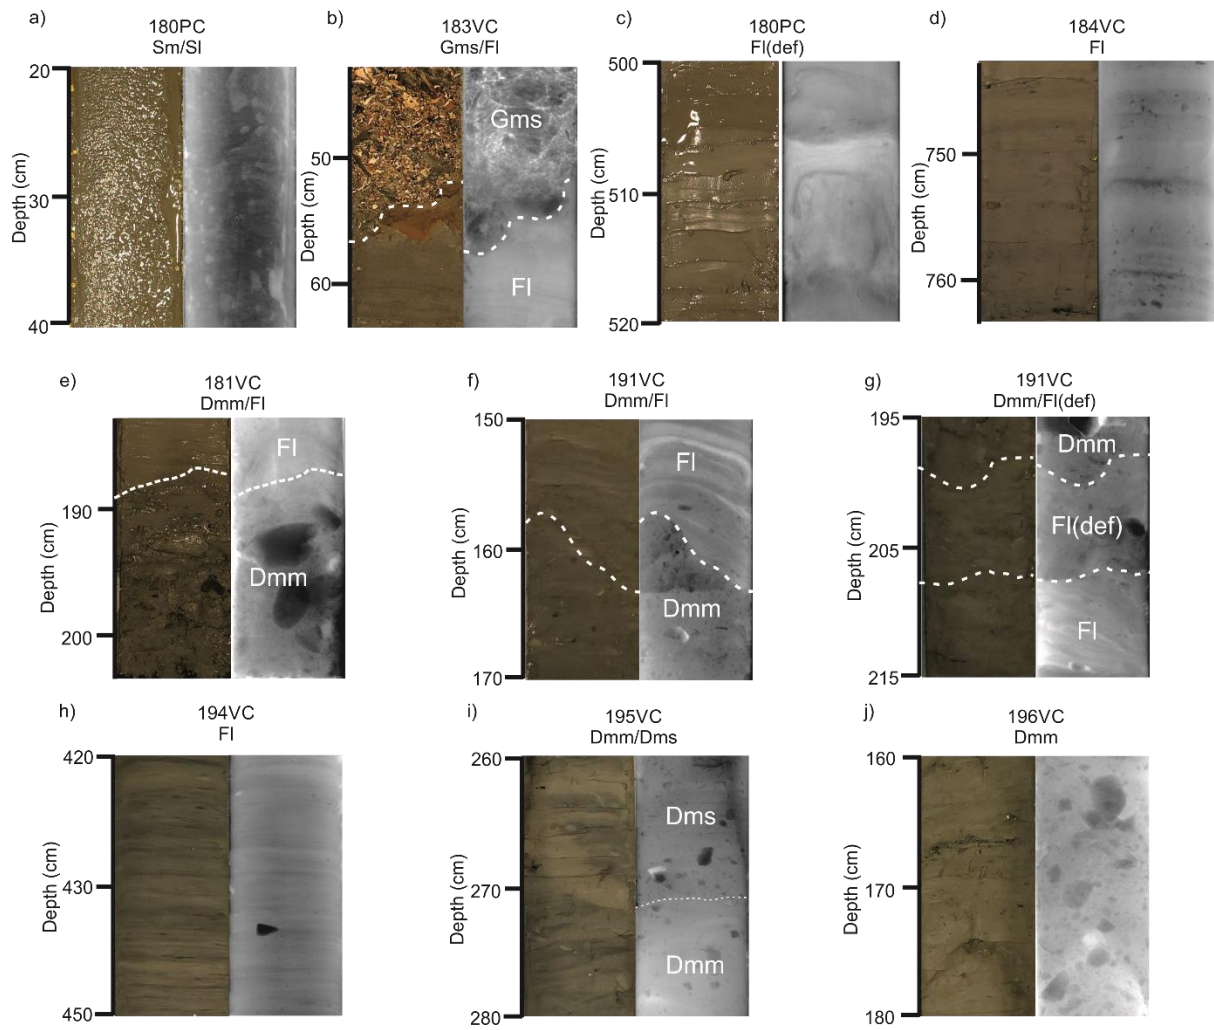 a) 180PC
Sm/Sl
20
30
40
Depth (cm)
b) 183VC
Gms/Fl
50
60
Depth (cm)
Gms
Fl
c) 180PC
Fl(def)
500
510
520
Depth (cm)
d) 184VC
Fl
750
760
Depth (cm)
e) 181VC
Dmm/Fl
190
200
Depth (cm)
Fl
Dmm
f) 191VC
Dmm/Fl
150
160
170
Depth (cm)
Fl
Dmm
g) 191VC
Dmm/Fl(def)
195
205
215
Depth (cm)
Dmm
Fl(def)
Fl
h) 194VC
Fl
420
430
450
Depth (cm)
i) 195VC
Dmm/Dms
260
270
280
Depth (cm)
Dms
Dmm
j) 196VC
Dmm
160
170
180
Depth (cm)